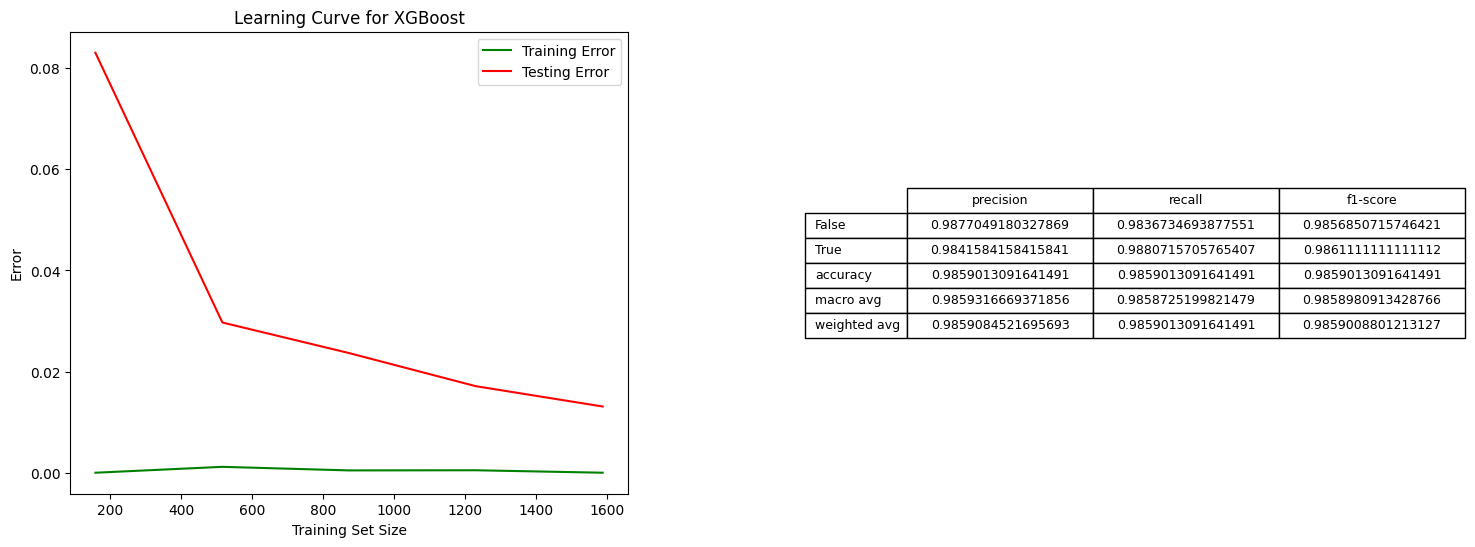 Learning Curve for XGBoost
Training Error
Testing Error
0.08
0.06
0.04
0.02
0.00
Error
200 400 600 800 1000 1200 1400 1600
Training Set Size
precision recall f1-score
False 0.9877049180327869 0.9836734693877551 0.9856850715746421
True 0.9841584158415841 0.9880715705765407 0.9861111111111112
accuracy 0.9859013091641491 0.9859013091641491 0.9859013091641491
macro avg 0.9859316669371856 0.9858725199821479 0.9858980913428766
weighted avg 0.9859084521695693 0.9859013091641491 0.9859008801213127